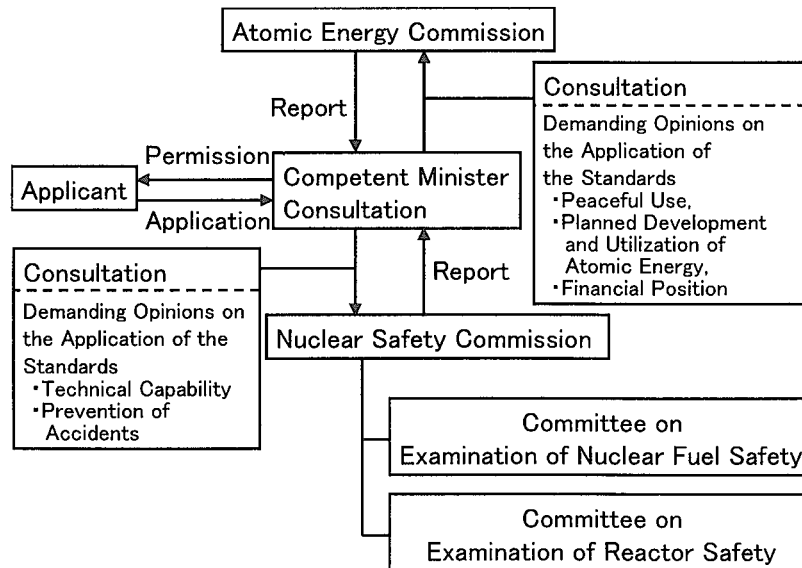 Atomic Energy Commission
Report
Consultation
Demanding Opinions on
the Application of
the Standards
・Peaceful Use,
・Planned Development
and Utilization of
Atomic Energy,
・Financial Position
Permission
Applicant
Application
Competent Minister
Consultation
Consultation
Demanding Opinions on
the Application of the
Standards
・Technical Capability
・Prevention of
Accidents
Report
Nuclear Safety Commission
Committee on
Examination of Nuclear Fuel Safety
Committee on
Examination of Reactor Safety